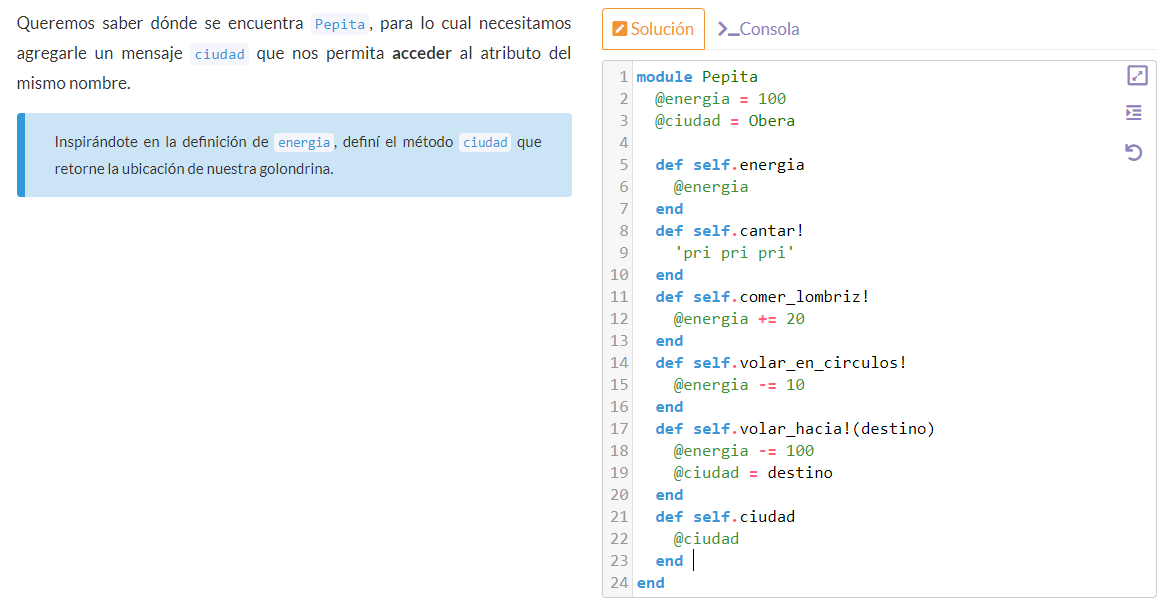 Queremos saber dónde se encuentra Pepita, para lo cual necesitamos
agregarle un mensaje ciudad que nos permita acceder al atributo del
mismo nombre.
Inspirándote en la definición de energia, definí el método ciudad que
retorne la ubicación de nuestra golondrina.
Solución
Consola
1 module Pepita
2   @energia = 100
3   @ciudad = Obera
4
5   def self.energia
6     @energia
7   end
8   def self.cantar!
9     'pri pri pri'
10   end
11   def self.comer_lombriz!
12     @energia += 20
13   end
14   def self.volar_en_circulos!
15     @energia -= 10
16   end
17   def self.volar_hacia!(destino)
18     @energia -= 100
19     @ciudad = destino
20   end
21   def self.ciudad
22     @ciudad
23   end
24 end